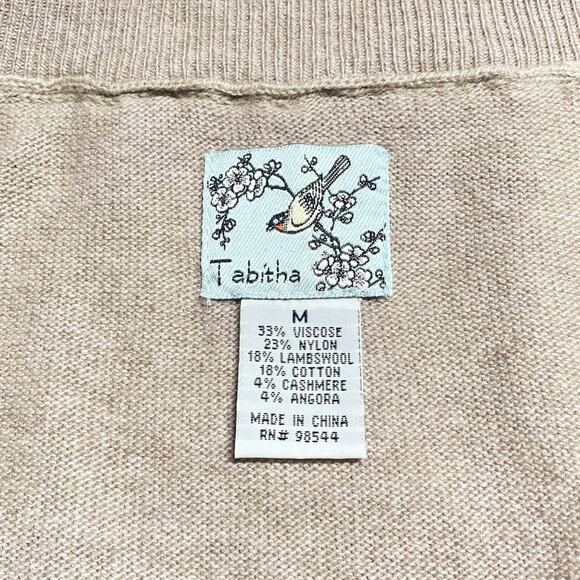 Tabitha
M
33% VISCOSE
23% NYLON
18% LAMBSWOOL
18% COTTON
4% CASHMERE
4% ANGORA
MADE IN CHINA
RN# 98544